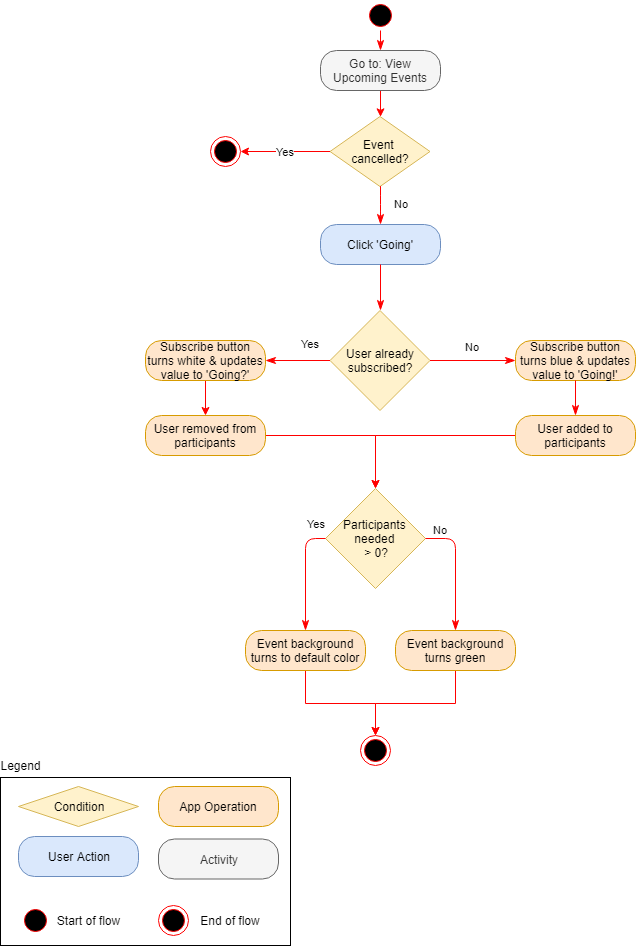 Go to: View
Upcoming Events
Event
cancelled?
Yes
No
Click 'Going'
User already
subscribed?
Yes
No
Subscribe button
turns white & updates
value to 'Going?'
Subscribe button
turns blue & updates
value to 'Going!'
User removed from
participants
User added to
participants
Participants
needed
> 0?
Yes
No
Event background
turns to default color
Event background
turns green
Legend
Condition
App Operation
User Action
Activity
Start of flow
End of flow